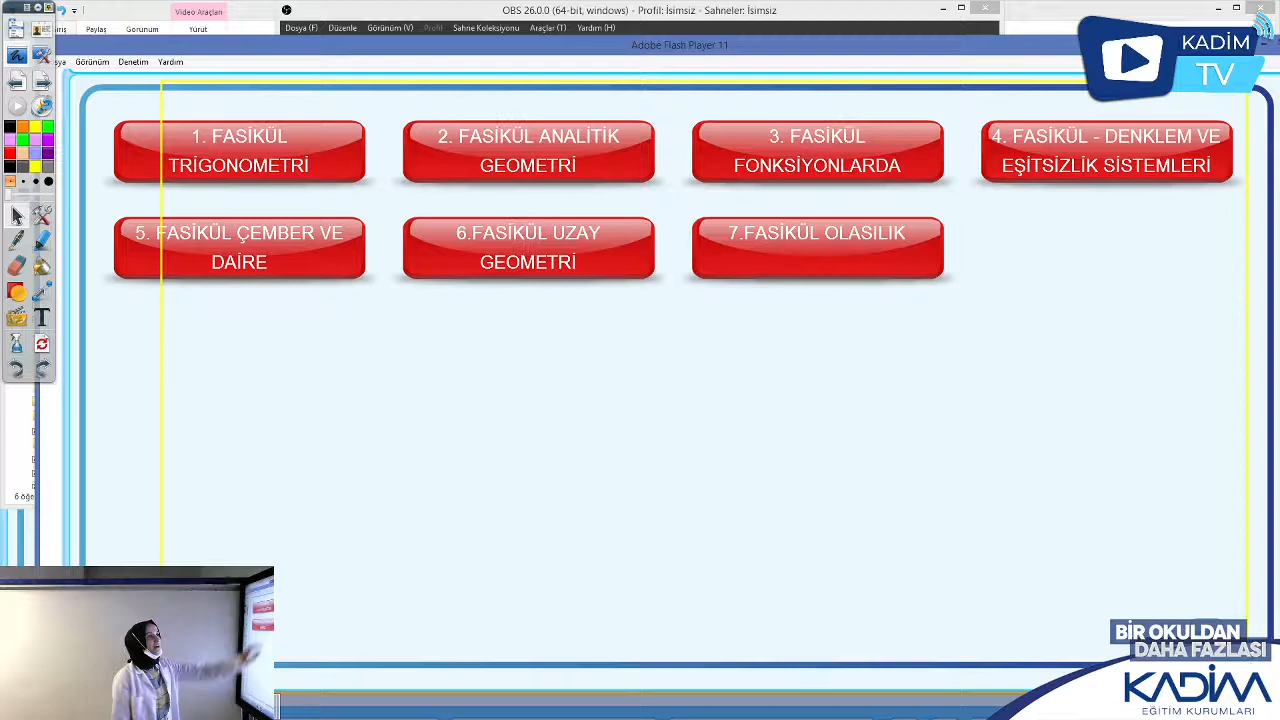 Video Araçları
OBS 26.0.0 (64-bit, windows) - Profil: İsimsiz - Sahneler: İsimsiz
Paylaş Görünüm Yürüt
Dosya (F) Düzenle Görünüm (V) Profil Sahne Koleksiyonu Araçlar (T) Yardım (H)
Adobe Flash Player 11
Görünüm Denetim Yardım
KADİM
TV
1. FASİKÜL
TRİGONOMETRİ
2. FASİKÜL ANALİTİK
GEOMETRİ
3. FASİKÜL
FONKSİYONLARDA
4. FASİKÜL - DENKLEM VE
EŞİTSİZLİK SİSTEMLERİ
5. FASİKÜL ÇEMBER VE
DAİRE
6.FASİKÜL UZAY
GEOMETRİ
7.FASİKÜL OLASILIK
6 öğe
BİR OKULDAN
DAHA FAZLASI
KADİM
EĞİTİM KURUMLARI